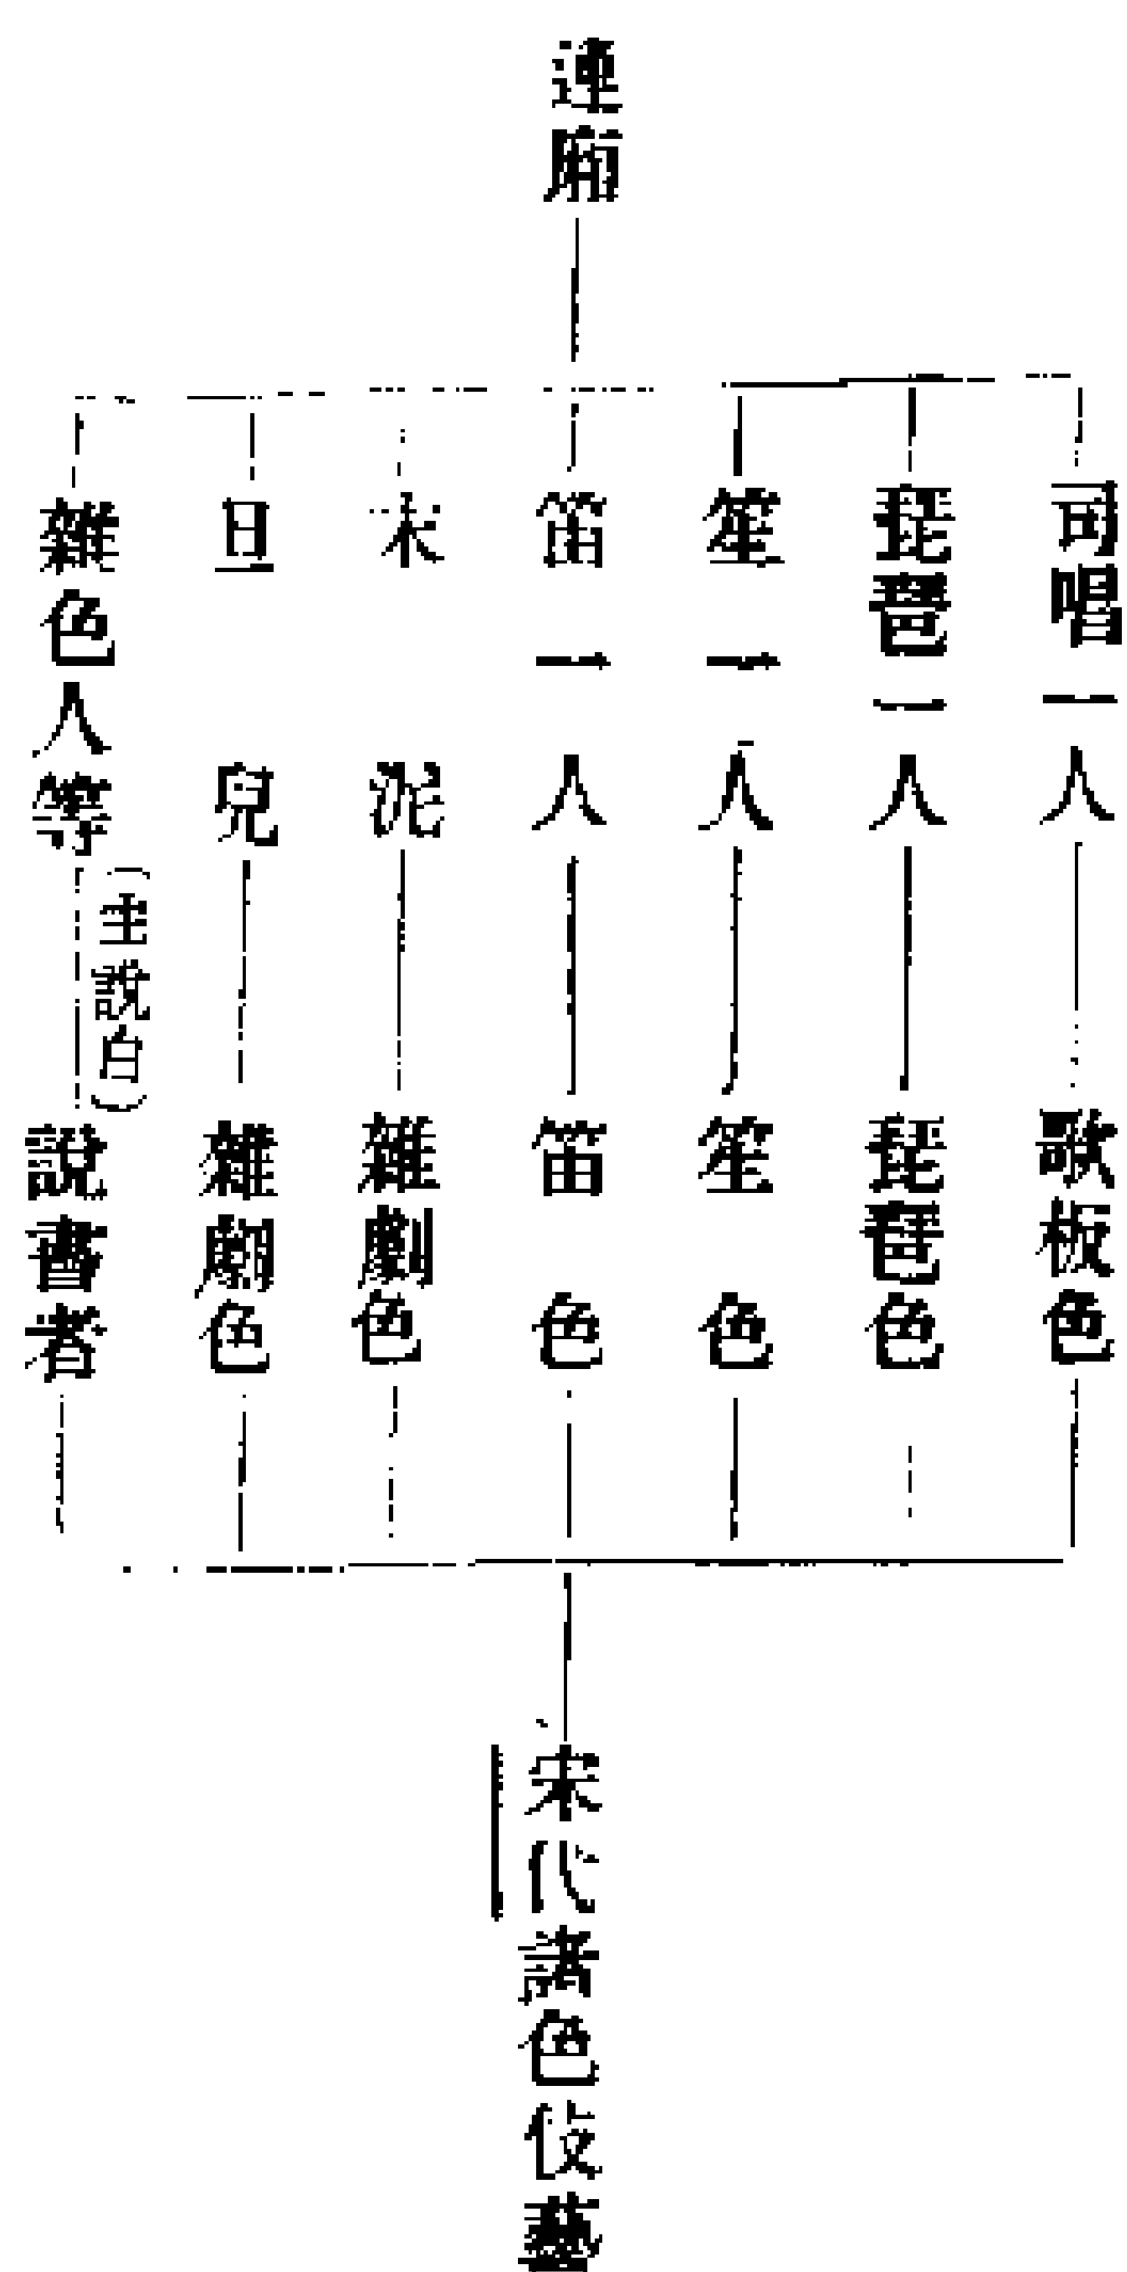 連廂
司唱一人
琵琶一人
笙一人
笛一人
末泥
旦兒
雜色人等
(主說白)
歌板色
琵琶色
笙色
笛色
雜劇色
雜劇色
說書者
宋代諸色伎藝